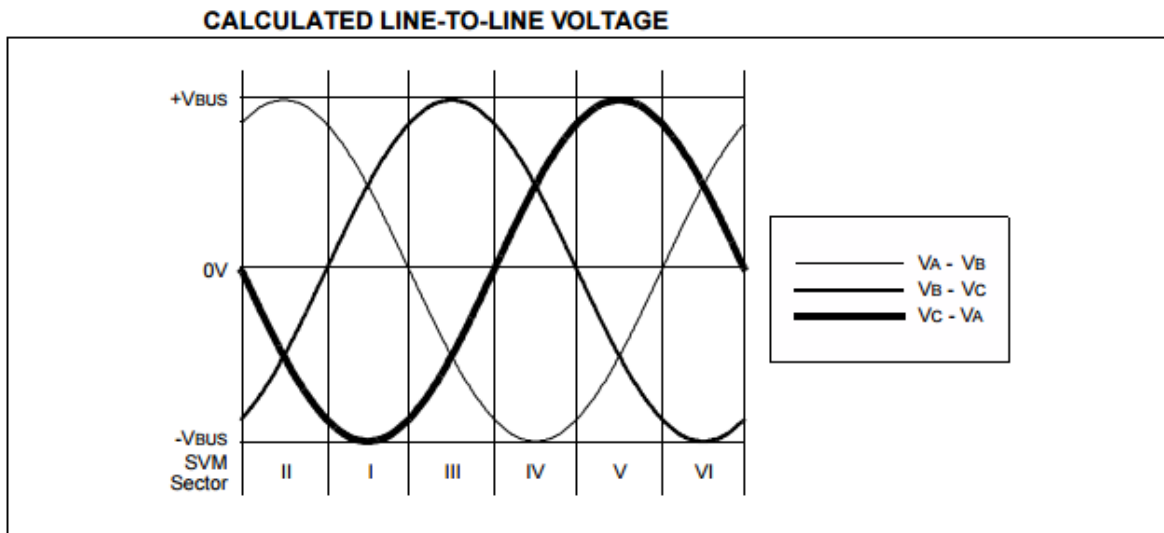 CALCULATED LINE-TO-LINE VOLTAGE
+VBUS
0V
-VBUS
SVM
Sector
II
I
III
IV
V
VI
VA - VB
VB - VC
VC - VA